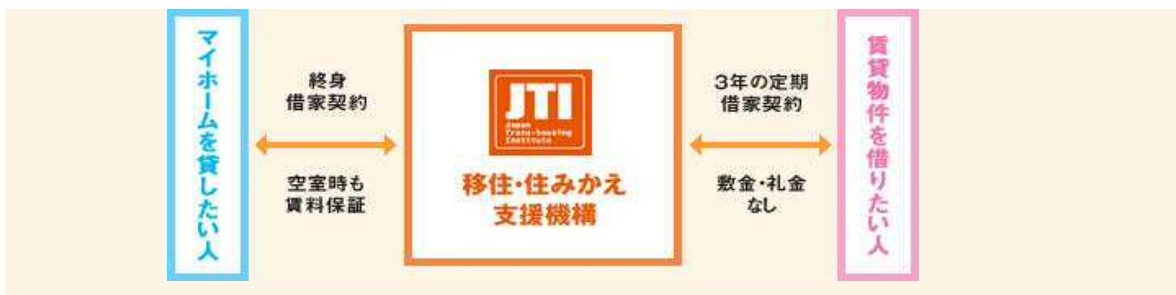 マイホームを貸したい人
終身
借家契約
空室時も
賃料保証
JTI
Japan
Trans-housing
Institute
移住・住みかえ
支援機構
3年の定期
借家契約
敷金・礼金
なし
賃貸物件を借りたい人